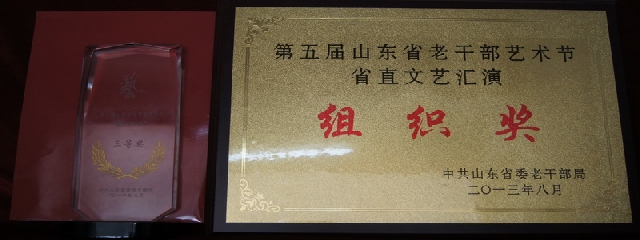 三等奖
第五届山东省老干部艺术节
省直文艺汇演
组织奖
中共山东省委老干部局
二〇一三年八月